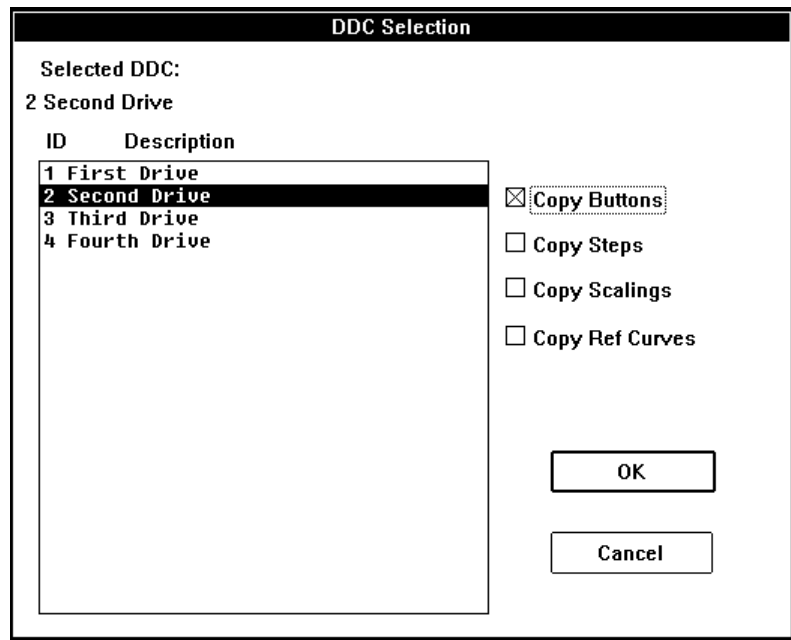 DDC Selection
Selected DDC:
2 Second Drive
ID Description
1 First Drive
2 Second Drive
3 Third Drive
4 Fourth Drive
Copy Buttons
Copy Steps
Copy Scalings
Copy Ref Curves
OK
Cancel